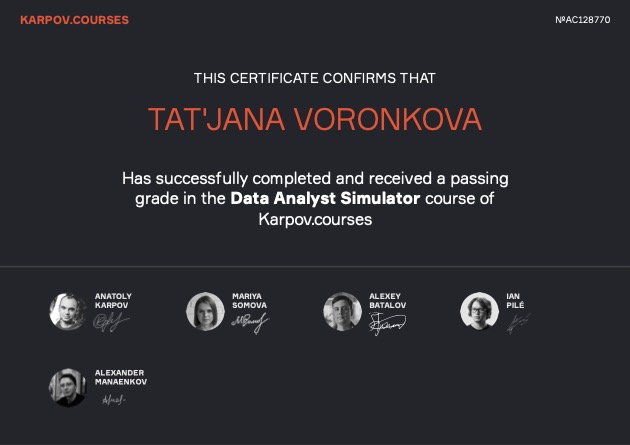 KARPOV.COURSES
№AC128770
THIS CERTIFICATE CONFIRMS THAT
TAT'JANA VORONKOVA
Has successfully completed and received a passing
grade in the Data Analyst Simulator course of
Karpov.courses
ANATOLY
KARPOV
MARIYA
SOMOVA
ALEXEY
BATALOV
IAN
PILÉ
ALEXANDER
MANAENKOV